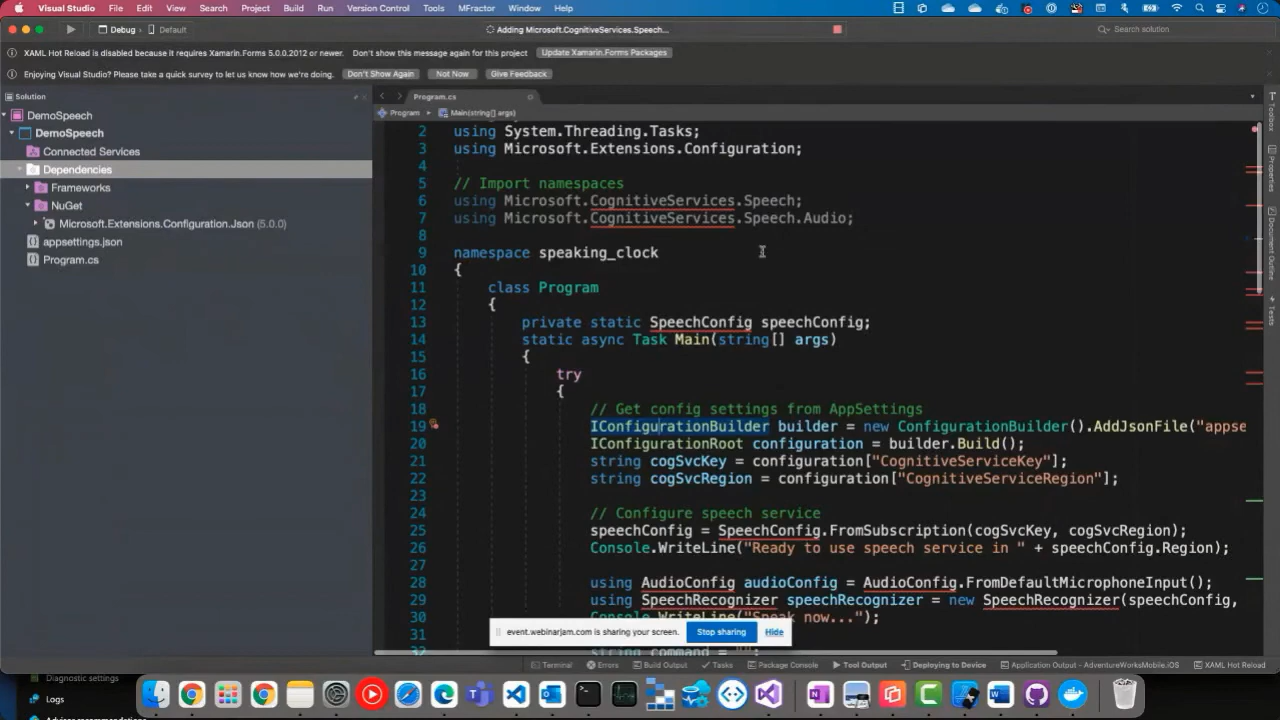 Visual Studio File Edit View Search Project Build Run Version Control Tools MFractor Window Help
Debug Default Adding Microsoft.CognitiveServices.Speech... Search solution
XAML Hot Reload is disabled because it requires Xamarin.Forms 5.0.0.2012 or newer. Don't show this message again for this project Update Xamarin.Forms Packages
Enjoying Visual Studio? Please take a quick survey to let us know how we're doing. Don't Show Again Not Now Give Feedback
Solution
DemoSpeech
DemoSpeech
Connected Services
Dependencies
Frameworks
NuGet
Microsoft.Extensions.Configuration.Json (5.0.0)
appsettings.json
Program.cs
Program.cs
Program Main(string[] args)
2 using System.Threading.Tasks;
3 using Microsoft.Extensions.Configuration;
4
5 // Import namespaces
6 using Microsoft.CognitiveServices.Speech;
7 using Microsoft.CognitiveServices.Speech.Audio;
8
9 namespace speaking_clock
10 {
11 class Program
12 {
13 private static SpeechConfig speechConfig;
14 static async Task Main(string[] args)
15 {
16 try
17 {
18 // Get config settings from AppSettings
19 IConfigurationBuilder builder = new ConfigurationBuilder().AddJsonFile("appse
20 IConfigurationRoot configuration = builder.Build();
21 string cogSvcKey = configuration["CognitiveServiceKey"];
22 string cogSvcRegion = configuration["CognitiveServiceRegion"];
23
24 // Configure speech service
25 speechConfig = SpeechConfig.FromSubscription(cogSvcKey, cogSvcRegion);
26 Console.WriteLine("Ready to use speech service in " + speechConfig.Region);
27
28 using AudioConfig audioConfig = AudioConfig.FromDefaultMicrophoneInput();
29 using SpeechRecognizer speechRecognizer = new SpeechRecognizer(speechConfig,
30 Console.WriteLine("Speak now...");
31
32 string command = "";
event.webinarjam.com is sharing your screen. Stop sharing Hide
Toolbox
Properties
Document Outline
Tests
Terminal Errors Build Output Tasks Package Console Tool Output Deploying to Device Application Output - AdventureWorksMobile.iOS XAML Hot Reload
Diagnostic settings
Logs